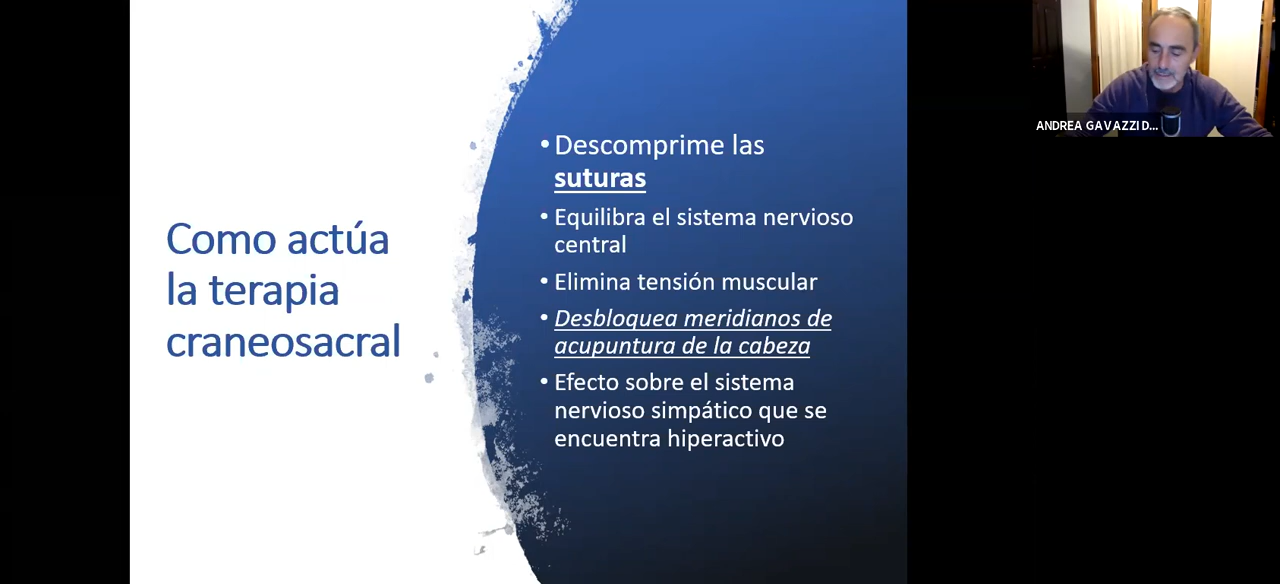 Como actúa
la terapia
craneosacral
• Descomprime las
suturas
• Equilibra el sistema nervioso
central
• Elimina tensión muscular
• Desbloquea meridianos de
acupuntura de la cabeza
• Efecto sobre el sistema
nervioso simpático que se
encuentra hiperactivo
ANDREA GAVAZZI D...